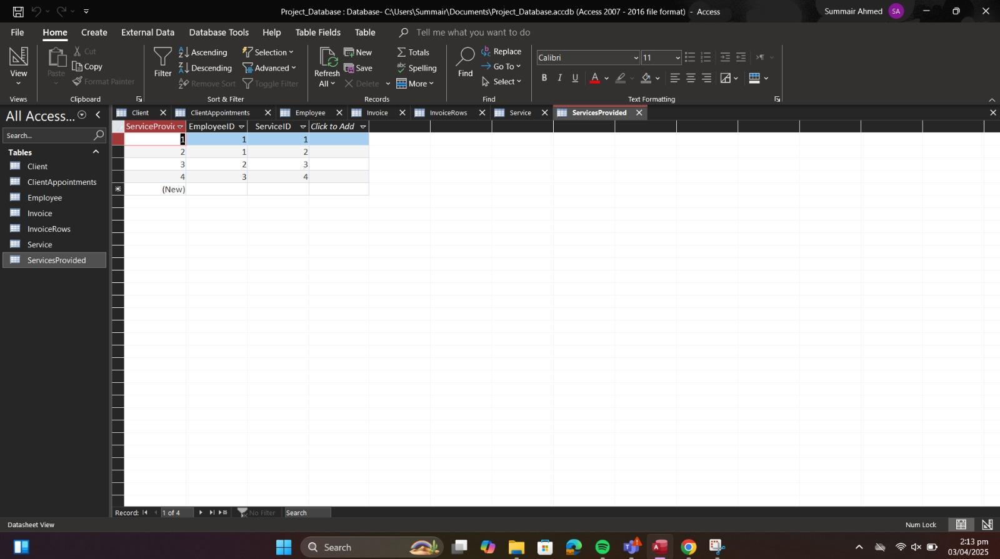 Project_Database : Database- C:\Users\Summair\Documents\Project_Database.accdb (Access 2007 - 2016 file format) - Access
Summair Ahmed SA
File Home Create External Data Database Tools Help Table Fields Table Tell me what you want to do
View
Views
Paste
Cut
Copy
Format Painter
Clipboard
Filter
Ascending
Descending
Remove Sort
Selection
Advanced
Toggle Filter
Sort & Filter
Refresh
All
New
Save
Delete
Totals
Spelling
More
Records
Find
Replace
Go To
Select
Find
Calibri 11
B I U A
Text Formatting
All Access...
Search...
Tables
Client
ClientAppointments
Employee
Invoice
InvoiceRows
Service
ServicesProvided
Client ClientAppointments Employee Invoice InvoiceRows Service ServicesProvided
ServiceProvic EmployeeID ServiceID Click to Add
1 1 1
2 1 2
3 2 3
4 3 4
(New)
Record: 1 of 4 No Filter Search
Datasheet View Num Lock
Search
2:13 pm
03/04/2025